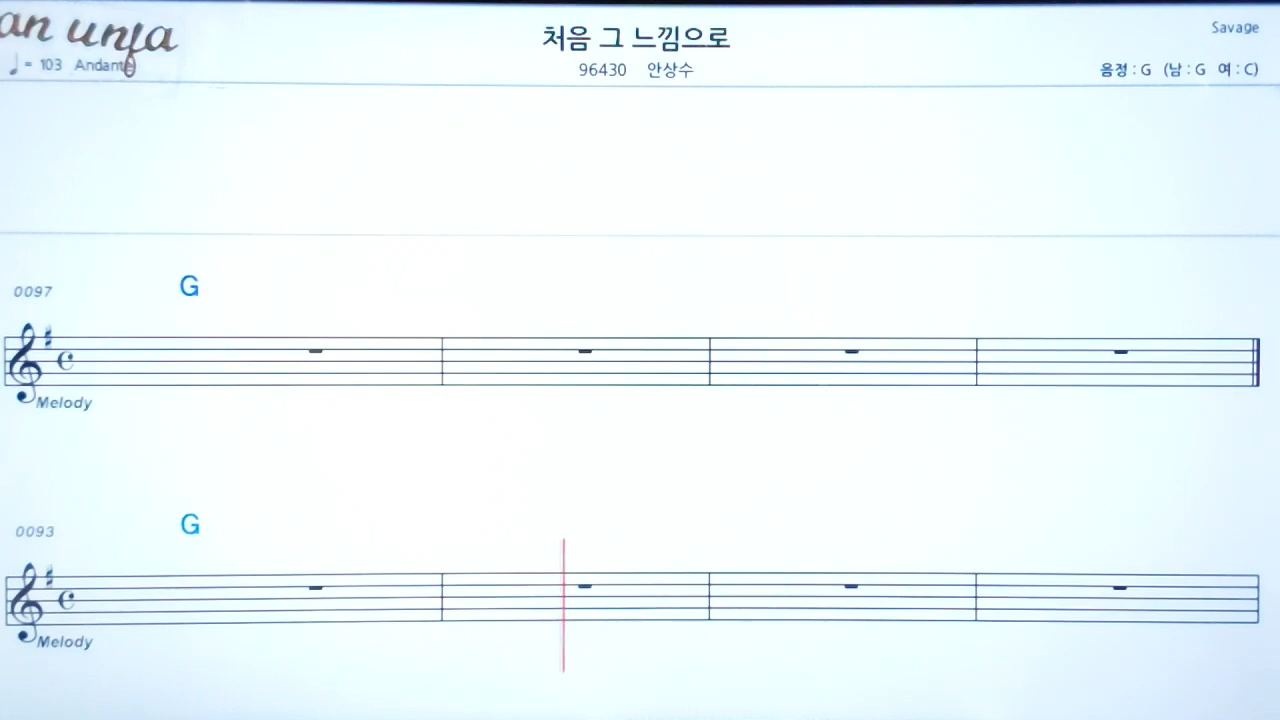 an unfa
♩ = 103 Andante
처음 그 느낌으로
96430 안상수
Savage
음정 : G (남 : G 여 : C)
0097 G
Melody
0093 G
Melody